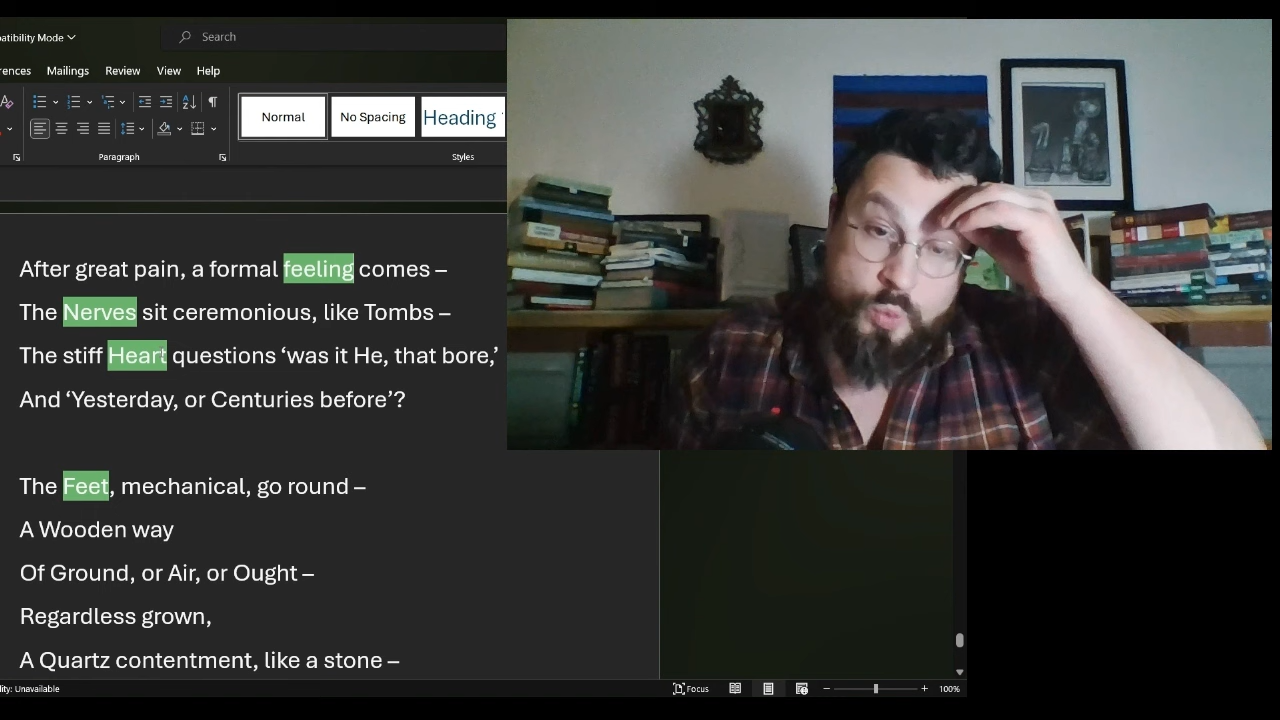 atibility Mode
Search
rences Mailings Review View Help
Normal
No Spacing
Heading
Paragraph
Styles
After great pain, a formal feeling comes –
The Nerves sit ceremonious, like Tombs –
The stiff Heart questions ‘was it He, that bore,’
And ‘Yesterday, or Centuries before’?
The Feet, mechanical, go round –
A Wooden way
Of Ground, or Air, or Ought –
Regardless grown,
A Quartz contentment, like a stone –
lity: Unavailable
Focus
100%